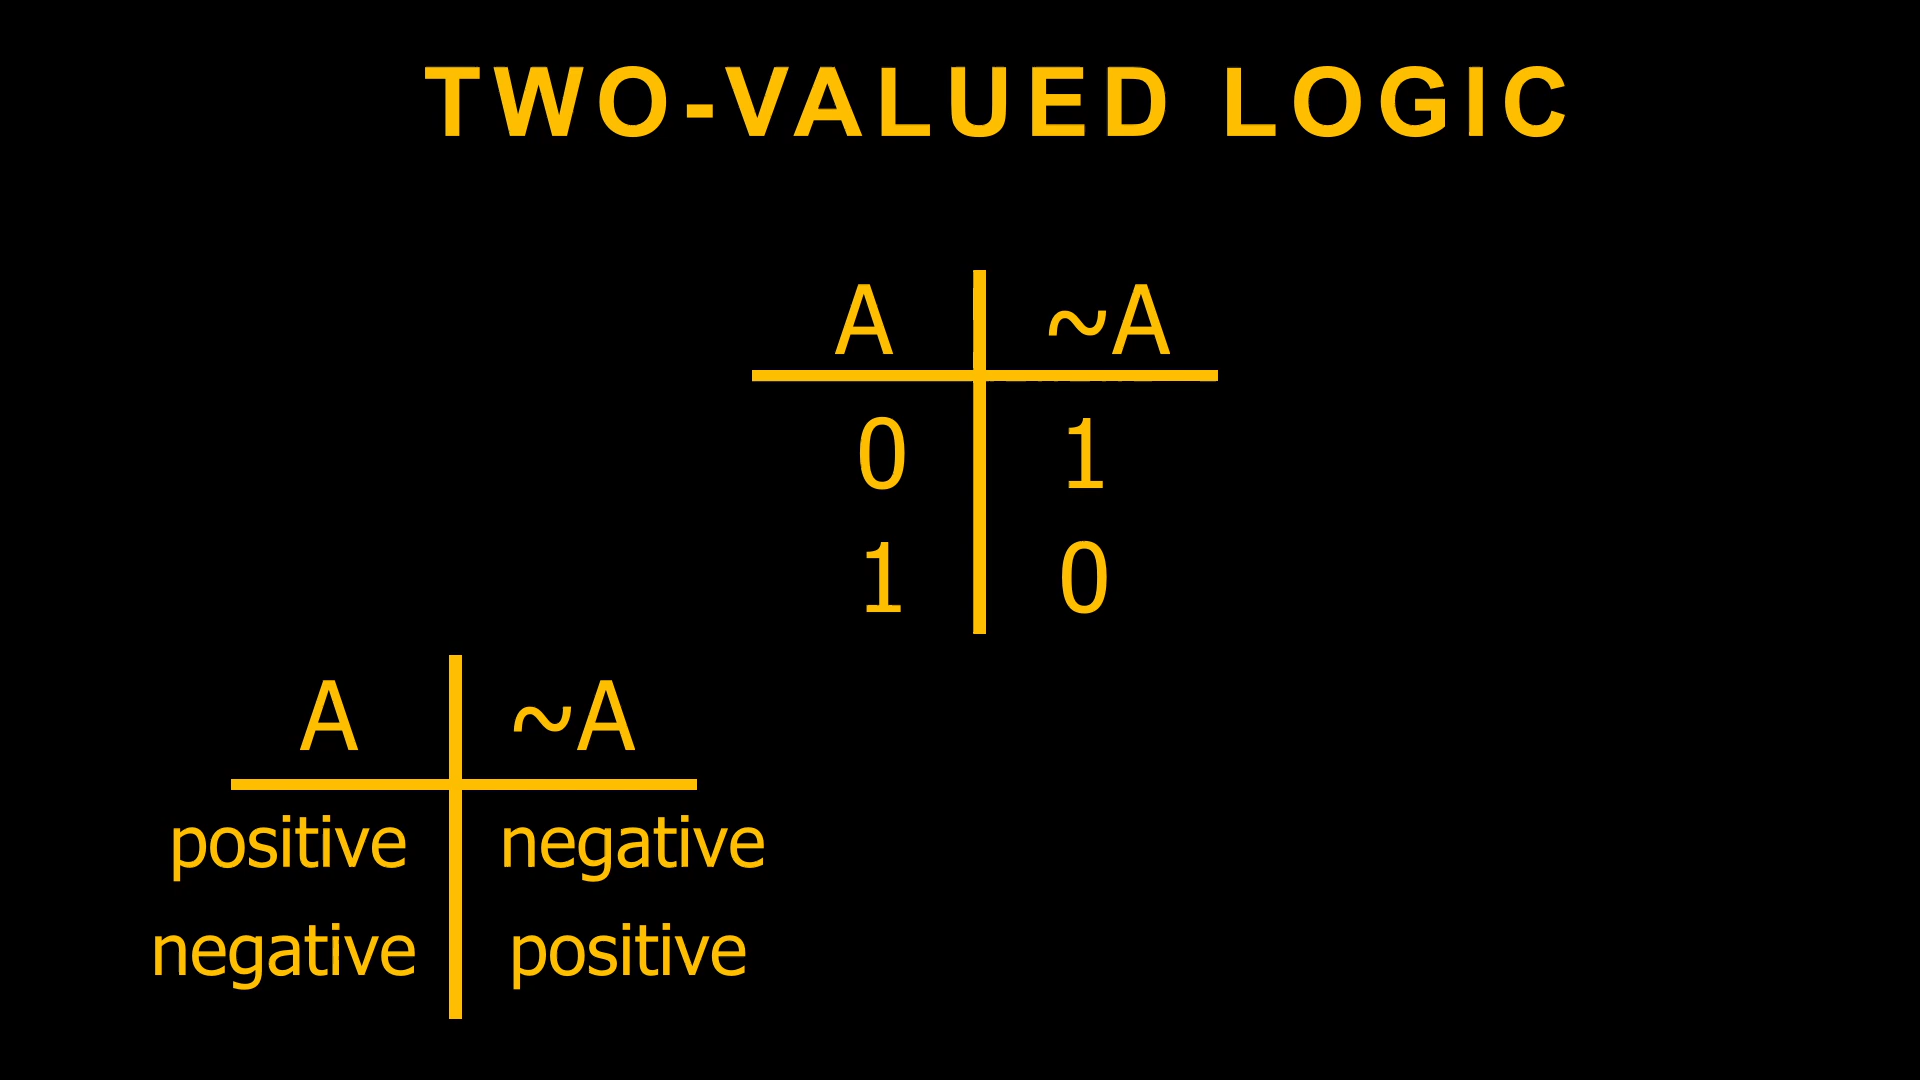 TWO-VALUED LOGIC
A ~A
0 1
1 0
A ~A
positive negative
negative positive